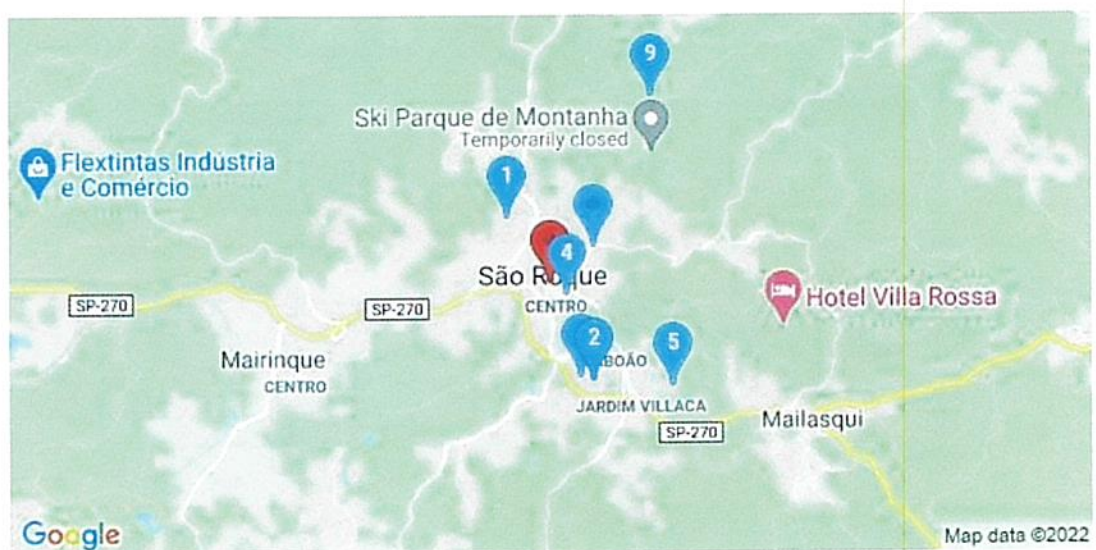 9
Ski Parque de Montanha
Temporarily closed
Flextintas Indústria
e Comércio
1
4
São Roque
CENTRO
SP-270
SP-270
Hotel Villa Rossa
2
5
Mairinque
CENTRO
JARDIM VILLACA
SP-270
Mailasqui
Google
Map data ©2022